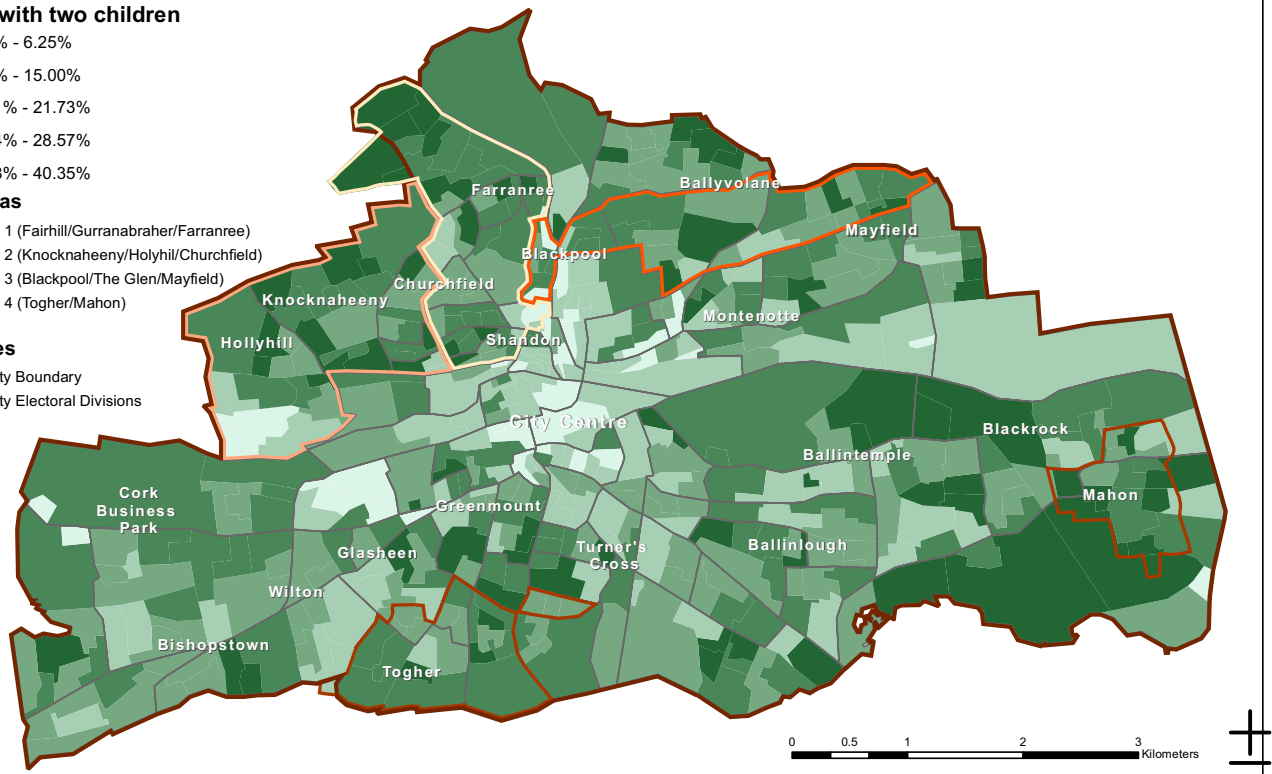 with two children
% - 6.25%
% - 15.00%
% - 21.73%
% - 28.57%
% - 40.35%
as
1 (Fairhill/Gurranabraher/Farranree)
2 (Knocknaheeny/Holyhil/Churchfield)
3 (Blackpool/The Glen/Mayfield)
4 (Togher/Mahon)
es
ty Boundary
ty Electoral Divisions
Farranree
Ballyvolane
Mayfield
Blackpool
Churchfield
Knocknaheeny
Montenotte
Hollyhill
Shandon
City Centre
Blackrock
Ballintemple
Mahon
Cork
Business
Park
Greenmount
Glasheen
Turner's
Cross
Ballinlough
Wilton
Bishopstown
Togher
0 0.5 1 2 3
Kilometers